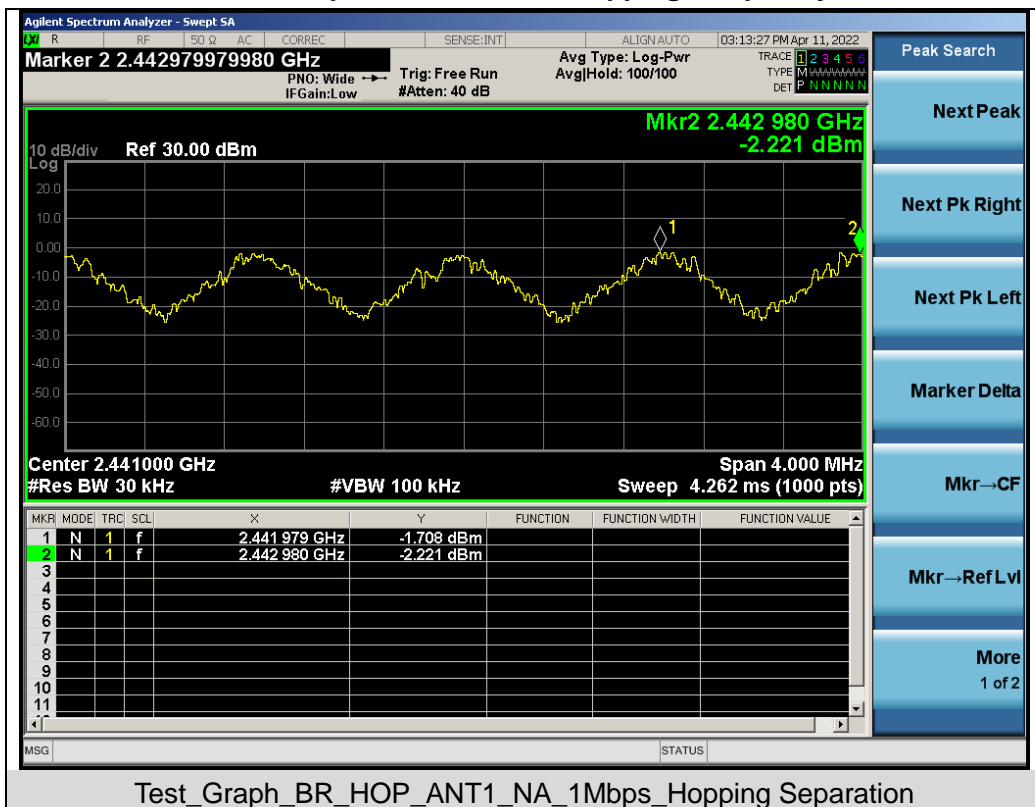 Agilent Spectrum Analyzer - Swept SA
LXI R RF 50 Ω AC CORREC SENSE:INT ALIGN AUTO 03:13:27 PM Apr 11, 2022
Marker 2 2.442979979980 GHz
PNO: Wide
IFGain:Low
Trig: Free Run
#Atten: 40 dB
Avg Type: Log-Pwr
Avg|Hold: 100/100
TRACE 1 2 3 4 5 6
TYPE M WWWWW
DET P N N N N N
Peak Search
Next Peak
Next Pk Right
Next Pk Left
Marker Delta
Mkr→CF
Mkr→Ref Lvl
More
1 of 2
Mkr2 2.442 980 GHz
-2.221 dBm
10 dB/div Ref 30.00 dBm
Log
20.0
10.0
0.00
-10.0
-20.0
-30.0
-40.0
-50.0
-60.0
1
2
Center 2.441000 GHz Span 4.000 MHz
#Res BW 30 kHz #VBW 100 kHz Sweep 4.262 ms (1000 pts)
MKR MODE TRC SCL X Y FUNCTION FUNCTION WIDTH FUNCTION VALUE
1 N 1 f 2.441 979 GHz -1.708 dBm
2 N 1 f 2.442 980 GHz -2.221 dBm
3
4
5
6
7
8
9
10
11
MSG STATUS
Test_Graph_BR_HOP_ANT1_NA_1Mbps_Hopping Separation